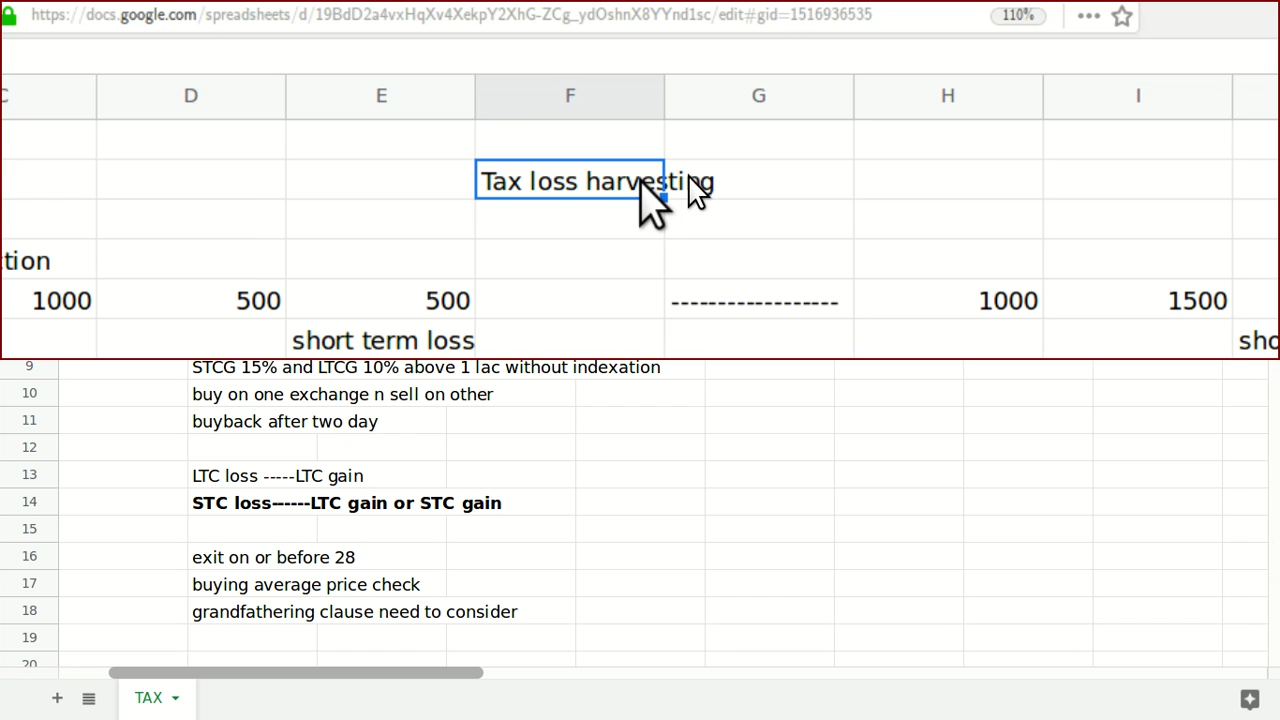 https://docs.google.com/spreadsheets/d/19BdD2a4vxHqXv4XekpY2XhG-ZCg_ydOshnX8YYnd1sc/edit#gid=1516936535 110%
C D E F G H I
Tax loss harvesting
tion
1000 500 500 ------------------ 1000 1500
short term loss sho
9 STCG 15% and LTCG 10% above 1 lac without indexation
10 buy on one exchange n sell on other
11 buyback after two day
12
13 LTC loss -----LTC gain
14 STC loss------LTC gain or STC gain
15
16 exit on or before 28
17 buying average price check
18 grandfathering clause need to consider
19
20
TAX